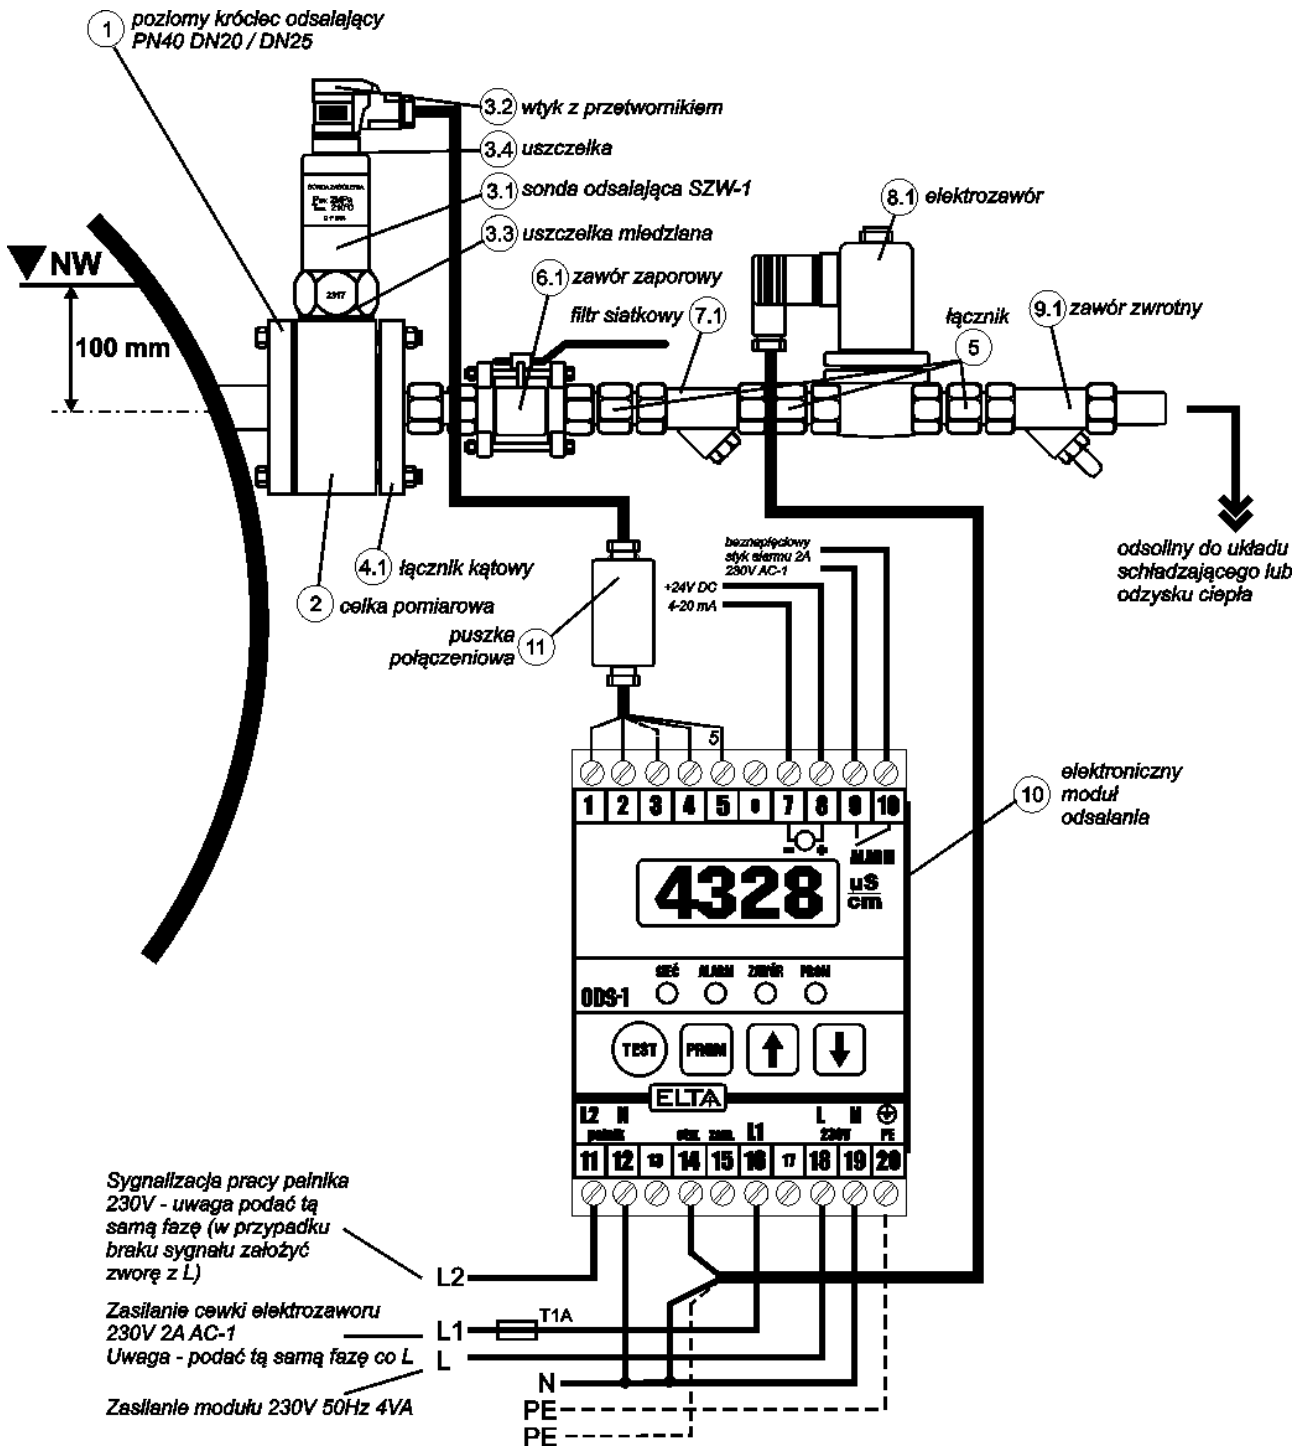 1 poziomy króciec odsalający
PN40 DN20 / DN25
3.2 wtyk z przetwornikiem
3.4 uszczelka
3.1 sonda odsalająca SZW-1
3.3 uszczelka miedziana
8.1 elektrozawór
NW
100 mm
2317
6.1 zawór zaporowy
filtr siatkowy 7.1
łącznik
5
9.1 zawór zwrotny
4.1 łącznik kątowy
2 celka pomiarowa
puszka
połączeniowa 11
beznapięciowy
styk alarmu 2A
230V AC-1
+24V DC
4-20 mA
odsoliny do układu
schładzającego lub
odzysku ciepła
5
1 2 3 4 5 6 7 8 9 10
- +
ALARM
4328 uS
cm
10 elektroniczny
moduł
odsalania
SIEĆ ALARM ZAWÓR PROM
ODS-1
TEST PROM
ELTA
L2 N L1 L N
palnik otw. zam. 230V PE
11 12 13 14 15 16 17 18 19 20
Sygnalizacja pracy palnika
230V - uwaga podać tą
samą fazę (w przypadku
braku sygnału założyć
zworę z L)
L2
Zasilanie cewki elektrozaworu
230V 2A AC-1
L1 T1A
Uwaga - podać tą samą fazę co L
L
Zasilanie modułu 230V 50Hz 4VA
N
PE
PE